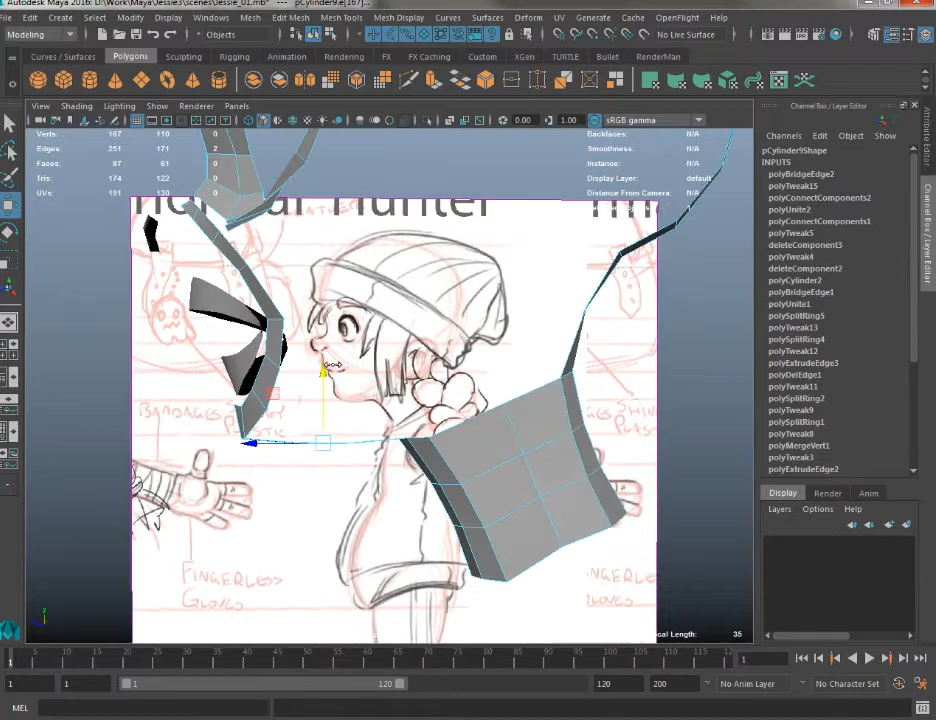 Autodesk Maya 2016: D:\Work\Maya\Jessie3\scenes\Jessie_01.mb* --- pCylinder9.e[167]...
File Edit Create Select Modify Display Windows Mesh Edit Mesh Mesh Tools Mesh Display Curves Surfaces Deform UV Generate Cache OpenFlight Help
Modeling Objects No Live Surface
Curves / Surfaces Polygons Sculpting Rigging Animation Rendering FX FX Caching Custom XGen TURTLE Bullet RenderMan
View Shading Lighting Show Renderer Panels
0.00 1.00 sRGB gamma
Verts: 167 110 0
Edges: 251 171 2
Faces: 87 61 0
Tris: 174 122 0
UVs: 191 130 0
Backfaces: N/A
Smoothness: N/A
Instance: N/A
Display Layer: default
Distance From Camera: N/A
Hunter
BANDAGES
FINGERLESS
GLOVES
ocal Length: 35
y
Channel Box / Layer Editor
Channels Edit Object Show
pCylinder9Shape
INPUTS
polyBridgeEdge2
polyTweak15
polyConnectComponents2
polyUnite2
polyConnectComponents1
polyTweak5
deleteComponent3
polyTweak4
deleteComponent2
polyCylinder2
polyBridgeEdge1
polyUnite1
polySplitRing5
polyTweak13
polySplitRing4
polyTweak12
polyExtrudeEdge3
polyDelEdge1
polyTweak11
polySplitRing2
polyTweak9
polySplitRing1
polyTweak8
polyMergeVert1
polyTweak3
polyExtrudeEdge2
Display Render Anim
Layers Options Help
Attribute Editor
Channel Box / Layer Editor
5 10 15 20 25 30 35 40 45 50 55 60 65 70 75 80 85 90 95 100 105 110 115 12
1
1 1 1 120 120 200 No Anim Layer No Character Set
MEL